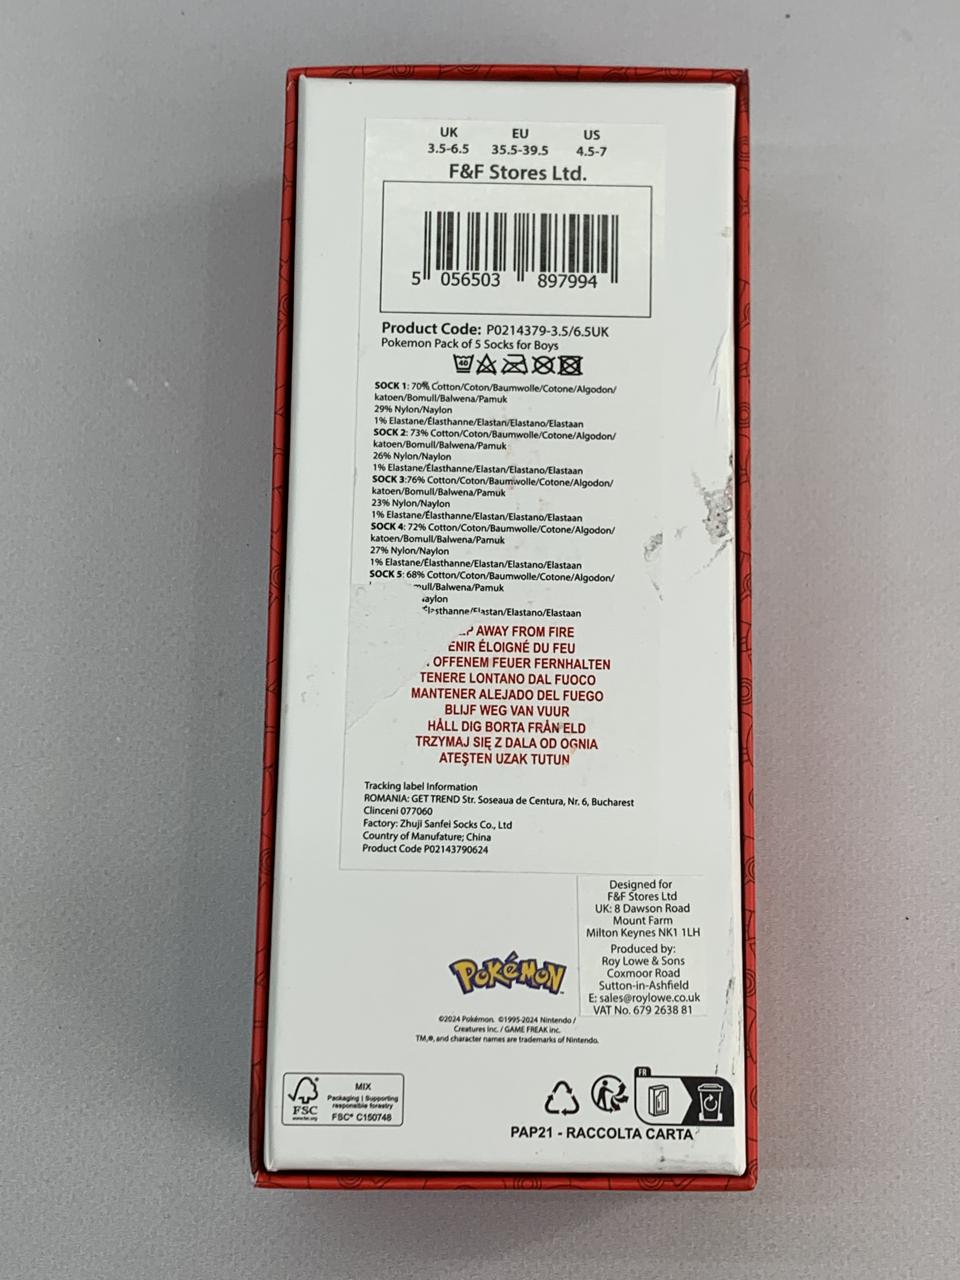 UK EU US
3.5-6.5 35.5-39.5 4.5-7
F&F Stores Ltd.
5 056503 897994
Product Code: P0214379-3.5/6.5UK
Pokemon Pack of 5 Socks for Boys
40
SOCK 1: 70% Cotton/Coton/Baumwolle/Cotone/Algodon/
katoen/Bomull/Balwena/Pamuk
29% Nylon/Naylon
1% Elastane/Élasthanne/Elastan/Elastano/Elastaan
SOCK 2: 73% Cotton/Coton/Baumwolle/Cotone/Algodon/
katoen/Bomull/Balwena/Pamuk
26% Nylon/Naylon
1% Elastane/Élasthanne/Elastan/Elastano/Elastaan
SOCK 3:76% Cotton/Coton/Baumwolle/Cotone/Algodon/
katoen/Bomull/Balwena/Pamuk
23% Nylon/Naylon
1% Elastane/Élasthanne/Elastan/Elastano/Elastaan
SOCK 4: 72% Cotton/Coton/Baumwolle/Cotone/Algodon/
katoen/Bomull/Balwena/Pamuk
27% Nylon/Naylon
1% Elastane/Élasthanne/Elastan/Elastano/Elastaan
SOCK 5: 68% Cotton/Coton/Baumwolle/Cotone/Algodon/
mull/Balwena/Pamuk
aylon
Élasthanne/Elastan/Elastano/Elastaan
AWAY FROM FIRE
ENIR ÉLOIGNÉ DU FEU
OFFENEM FEUER FERNHALTEN
TENERE LONTANO DAL FUOCO
MANTENER ALEJADO DEL FUEGO
BLIJF WEG VAN VUUR
HÅLL DIG BORTA FRÅN ELD
TRZYMAJ SIĘ Z DALA OD OGNIA
ATEŞTEN UZAK TUTUN
Tracking label Information
ROMANIA: GET TREND Str. Soseaua de Centura, Nr. 6, Bucharest
Clinceni 077060
Factory: Zhuji Sanfei Socks Co., Ltd
Country of Manufature; China
Product Code P02143790624
Designed for
F&F Stores Ltd
UK: 8 Dawson Road
Mount Farm
Milton Keynes NK1 1LH
Produced by:
Roy Lowe & Sons
Coxmoor Road
Sutton-in-Ashfield
E: sales@roylowe.co.uk
VAT No. 679 2638 81
POKéMON
©2024 Pokémon. ©1995-2024 Nintendo /
Creatures Inc. / GAME FREAK inc.
TM,®, and character names are trademarks of Nintendo.
FSC
www.fsc.org
MIX
Packaging | Supporting
responsible forestry
FSC® C150748
FR
PAP21 - RACCOLTA CARTA